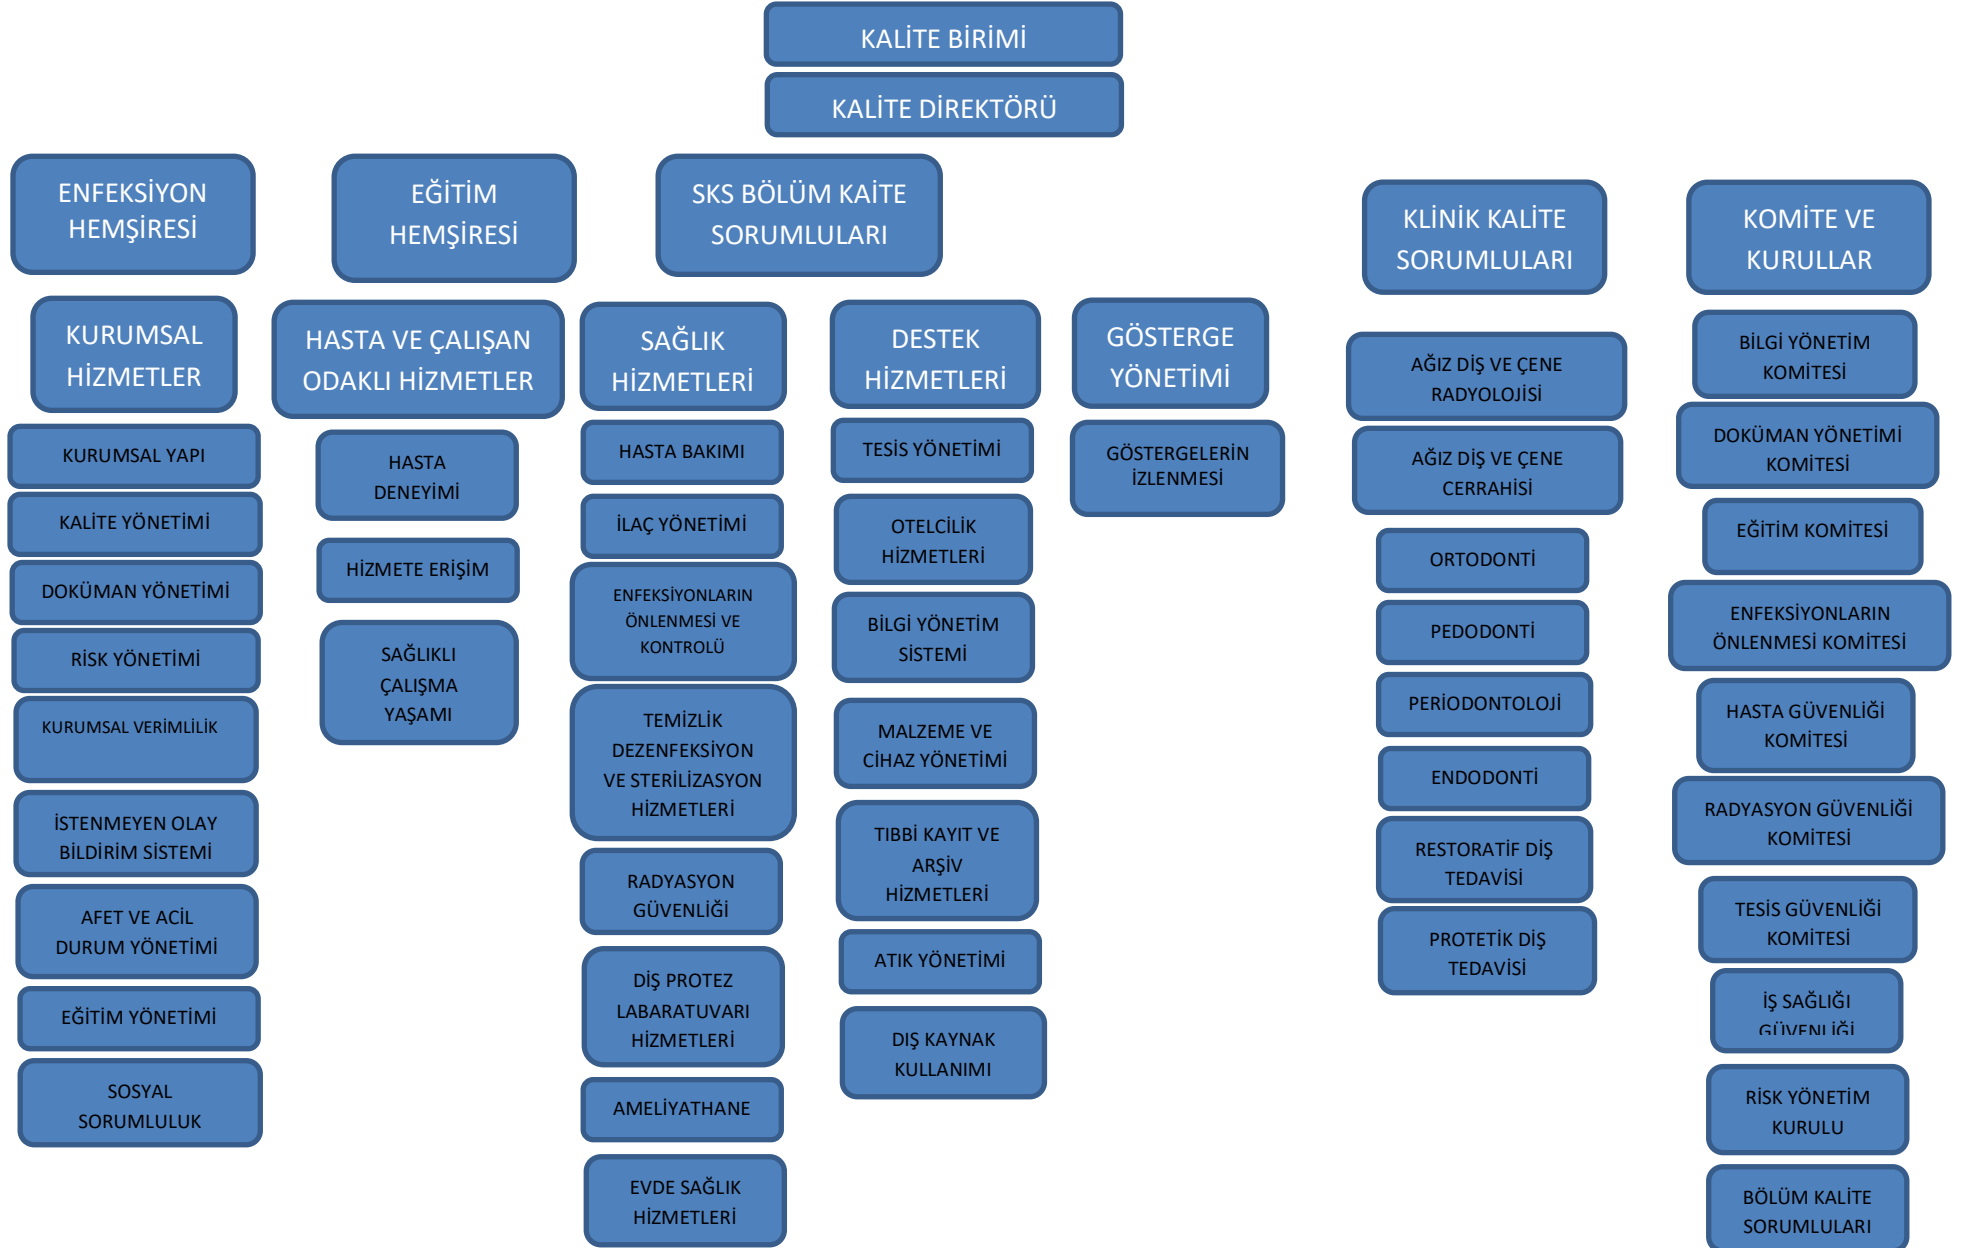 KALİTE BİRİMİ
KALİTE DİREKTÖRÜ
ENFEKSİYON
HEMŞİRESİ
EĞİTİM
HEMŞİRESİ
SKS BÖLÜM KAİTE
SORUMLULARI
KLİNİK KALİTE
SORUMLULARI
KOMİTE VE
KURULLAR
KURUMSAL
HİZMETLER
KURUMSAL YAPI
KALİTE YÖNETİMİ
DOKÜMAN YÖNETİMİ
RİSK YÖNETİMİ
KURUMSAL VERİMLİLİK
İSTENMEYEN OLAY
BİLDİRİM SİSTEMİ
AFET VE ACİL
DURUM YÖNETİMİ
EĞİTİM YÖNETİMİ
SOSYAL
SORUMLULUK
HASTA VE ÇALIŞAN
ODAKLI HİZMETLER
HASTA
DENEYİMİ
HİZMETE ERİŞİM
SAĞLIKLI
ÇALIŞMA
YAŞAMI
SAĞLIK
HİZMETLERİ
HASTA BAKIMI
İLAÇ YÖNETİMİ
ENFEKSİYONLARIN
ÖNLENMESİ VE
KONTROLÜ
TEMİZLİK
DEZENFEKSİYON
VE STERİLİZASYON
HİZMETLERİ
RADYASYON
GÜVENLİĞİ
DİŞ PROTEZ
LABARATUVARI
HİZMETLERİ
AMELİYATHANE
EVDE SAĞLIK
HİZMETLERİ
DESTEK
HİZMETLERİ
TESİS YÖNETİMİ
OTELCİLİK
HİZMETLERİ
BİLGİ YÖNETİM
SİSTEMİ
MALZEME VE
CİHAZ YÖNETİMİ
TIBBİ KAYIT VE
ARŞİV
HİZMETLERİ
ATIK YÖNETİMİ
DIŞ KAYNAK
KULLANIMI
GÖSTERGE
YÖNETİMİ
GÖSTERGELERİN
İZLENMESİ
AĞIZ DİŞ VE ÇENE
RADYOLOJİSİ
AĞIZ DİŞ VE ÇENE
CERRAHİSİ
ORTODONTİ
PEDODONTİ
PERİODONTOLOJİ
ENDODONTİ
RESTORATİF DİŞ
TEDAVİSİ
PROTETİK DİŞ
TEDAVİSİ
BİLGİ YÖNETİM
KOMİTESİ
DOKÜMAN YÖNETİMİ
KOMİTESİ
EĞİTİM KOMİTESİ
ENFEKSİYONLARIN
ÖNLENMESİ KOMİTESİ
HASTA GÜVENLİĞİ
KOMİTESİ
RADYASYON GÜVENLİĞİ
KOMİTESİ
TESİS GÜVENLİĞİ
KOMİTESİ
İŞ SAĞLIĞI
GÜVENLİĞİ
RİSK YÖNETİM
KURULU
BÖLÜM KALİTE
SORUMLULARI